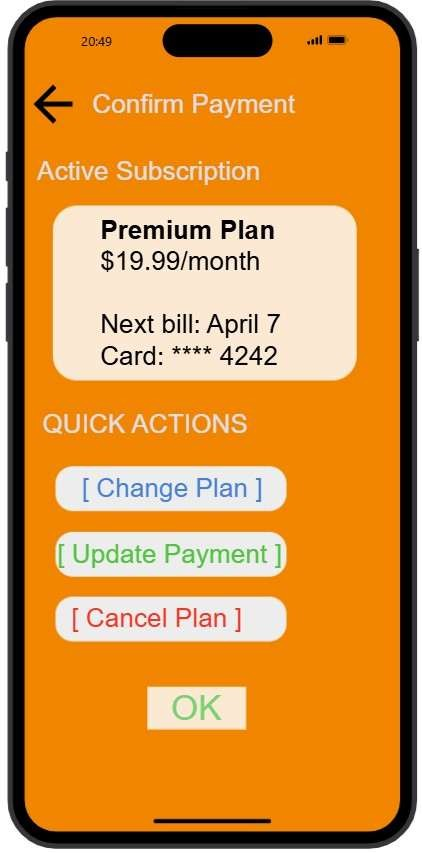 20:49
Confirm Payment
Active Subscription
Premium Plan
$19.99/month
Next bill: April 7
Card: **** 4242
QUICK ACTIONS
[ Change Plan ]
[ Update Payment ]
[ Cancel Plan ]
OK